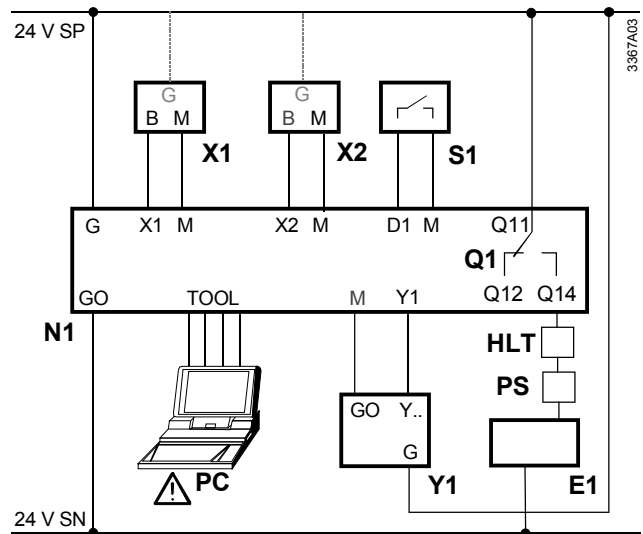 24 V SP
3367A03
G
B M
X1
G
B M
X2
S1
G X1 M X2 M D1 M Q11
Q1
GO TOOL M Y1 Q12 Q14
N1
HLT
PS
GO Y..
G
Y1
E1
PC
24 V SN